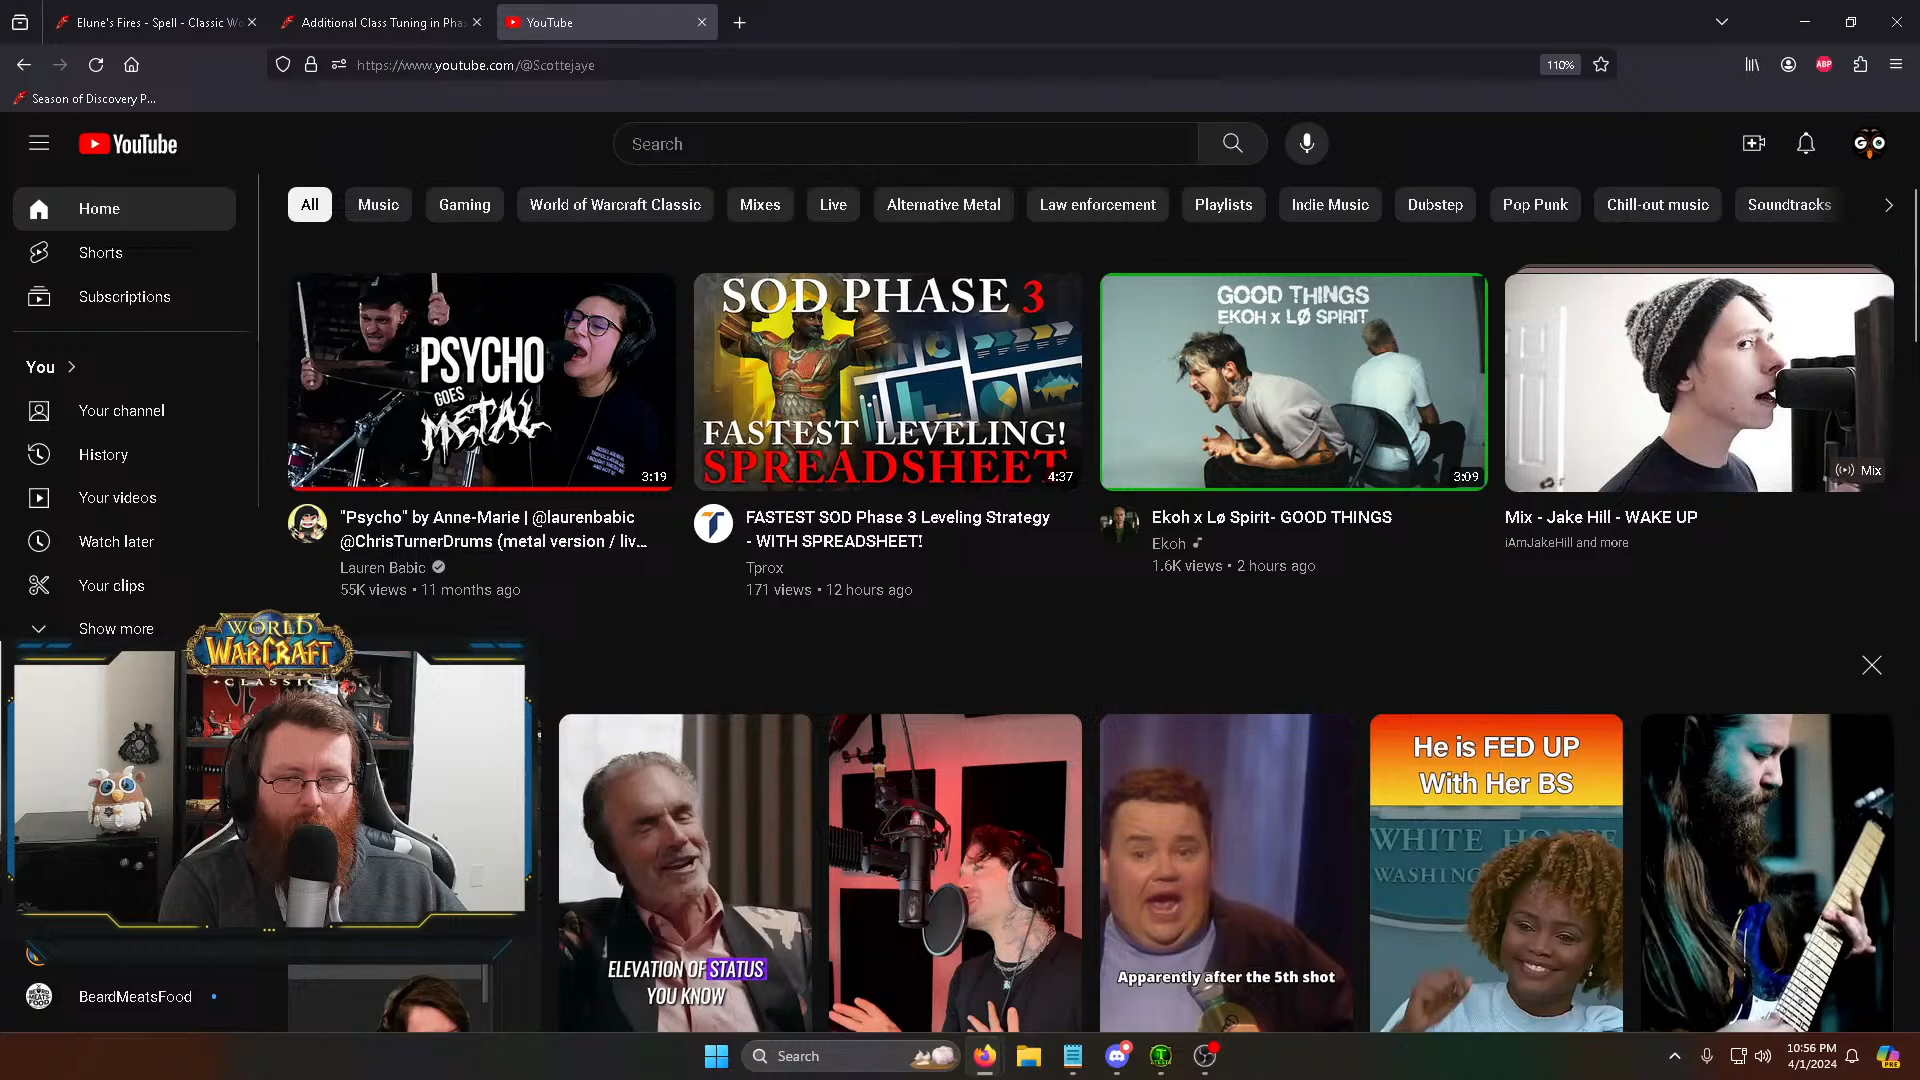 Elune's Fires - Spell - Classic Wo
Additional Class Tuning in Pha
YouTube
https://www.youtube.com/@Scottejaye
110%
ABP
Season of Discovery P...
YouTube
Search
GO
Home
Shorts
Subscriptions
You
Your channel
History
Your videos
Watch later
Your clips
Show more
BeardMeatsFood
All
Music
Gaming
World of Warcraft Classic
Mixes
Live
Alternative Metal
Law enforcement
Playlists
Indie Music
Dubstep
Pop Punk
Chill-out music
Soundtracks
PSYCHO
GOES
METAL
3:19
"Psycho" by Anne-Marie | @laurenbabic
@ChrisTurnerDrums (metal version / liv...
Lauren Babic
55K views • 11 months ago
SOD PHASE 3
FASTEST LEVELING!
SPREADSHEET
4:37
FASTEST SOD Phase 3 Leveling Strategy
- WITH SPREADSHEET!
Tprox
171 views • 12 hours ago
GOOD THINGS
EKOH x LØ SPIRIT
3:09
Ekoh x Lø Spirit- GOOD THINGS
Ekoh
1.6K views • 2 hours ago
Mix
Mix - Jake Hill - WAKE UP
iAmJakeHill and more
WORLD
WARCRAFT
CLASSIC
ELEVATION OF STATUS
YOU KNOW
Apparently after the 5th shot
He is FED UP
With Her BS
WHITE HOUSE
WASHING
BEARD
MEATS
FOOD
Search
10:56 PM
4/1/2024
PRE